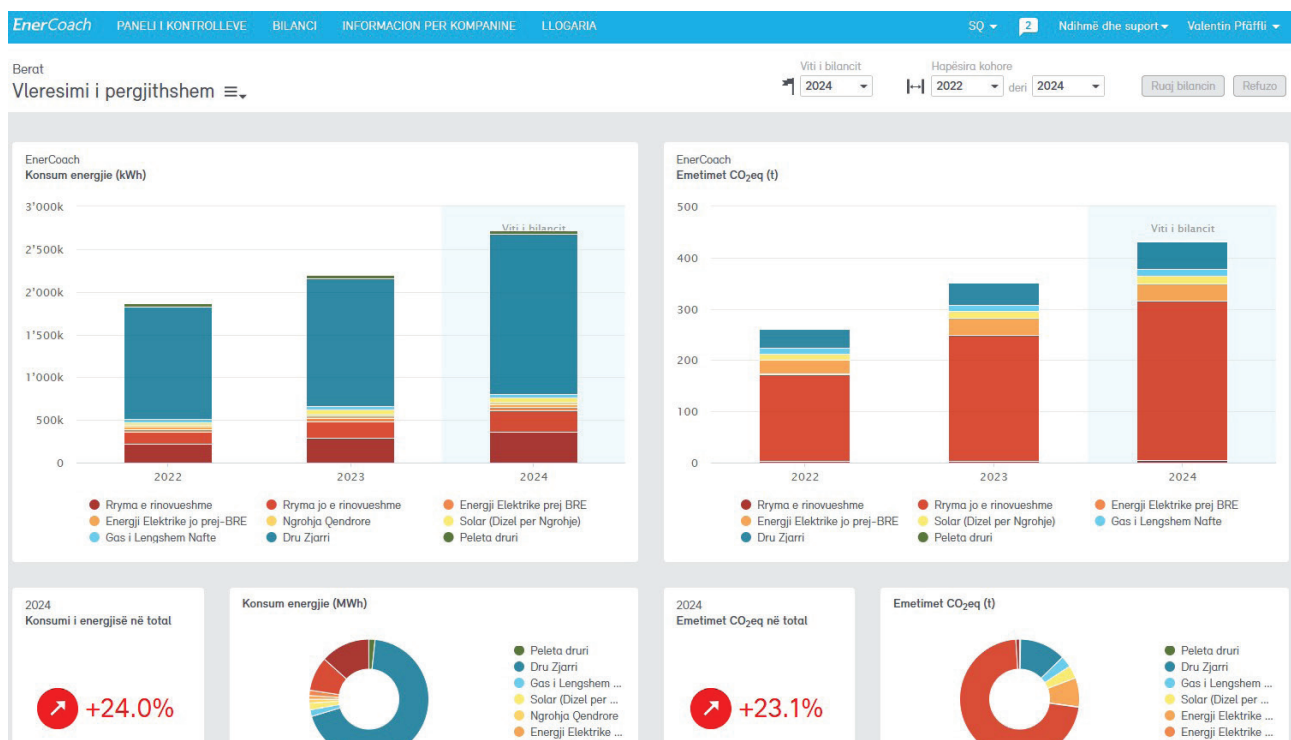 EnerCoach PANELI I KONTROLLEVE BILANCI INFORMACION PER KOMPANINE LLOGARIA SQ 2 Ndihmë dhe suport Valentin Pfäffli
Berat
Vleresimi i pergjithshem
Viti i bilancit Hapësira kohore
2024 2022 deri 2024 Ruaj bilancin Refuzo
EnerCoach
Konsum energjie (kWh)
3'000k
2'500k
2'000k
1'500k
1'000k
500k
0
Viti i bilancit
2022 2023 2024
Rryma e rinovueshme Rryma jo e rinovueshme Energji Elektrike prej BRE
Energji Elektrike jo prej-BRE Ngrohja Qendrore Solar (Dizel per Ngrohje)
Gas i Lengshem Nafte Dru Zjarri Peleta druri
EnerCoach
Emetimet CO₂eq (t)
500
400
300
200
100
0
Viti i bilancit
2022 2023 2024
Rryma e rinovueshme Rryma jo e rinovueshme Energji Elektrike prej BRE
Energji Elektrike jo prej-BRE Solar (Dizel per Ngrohje) Gas i Lengshem Nafte
Dru Zjarri Peleta druri
2024
Konsumi i energjisë në total
+24.0%
Konsum energjie (MWh)
Peleta druri
Dru Zjarri
Gas i Lengshem ...
Solar (Dizel per ...
Ngrohja Qendrore
Energji Elektrike ...
2024
Emetimet CO₂eq në total
+23.1%
Emetimet CO₂eq (t)
Peleta druri
Dru Zjarri
Gas i Lengshem ...
Solar (Dizel per ...
Energji Elektrike ...
Energji Elektrike ...